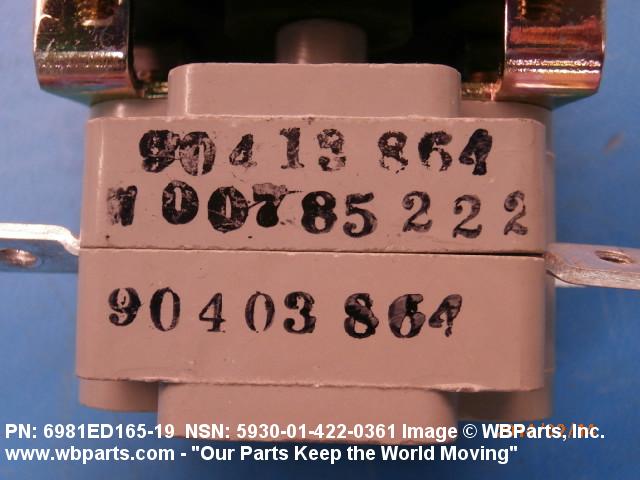 90413 864
100785 222
90403 864
PN: 6981ED165-19 NSN: 5930-01-422-0361 Image © WBParts, Inc.
www.wbparts.com - "Our Parts Keep the World Moving"